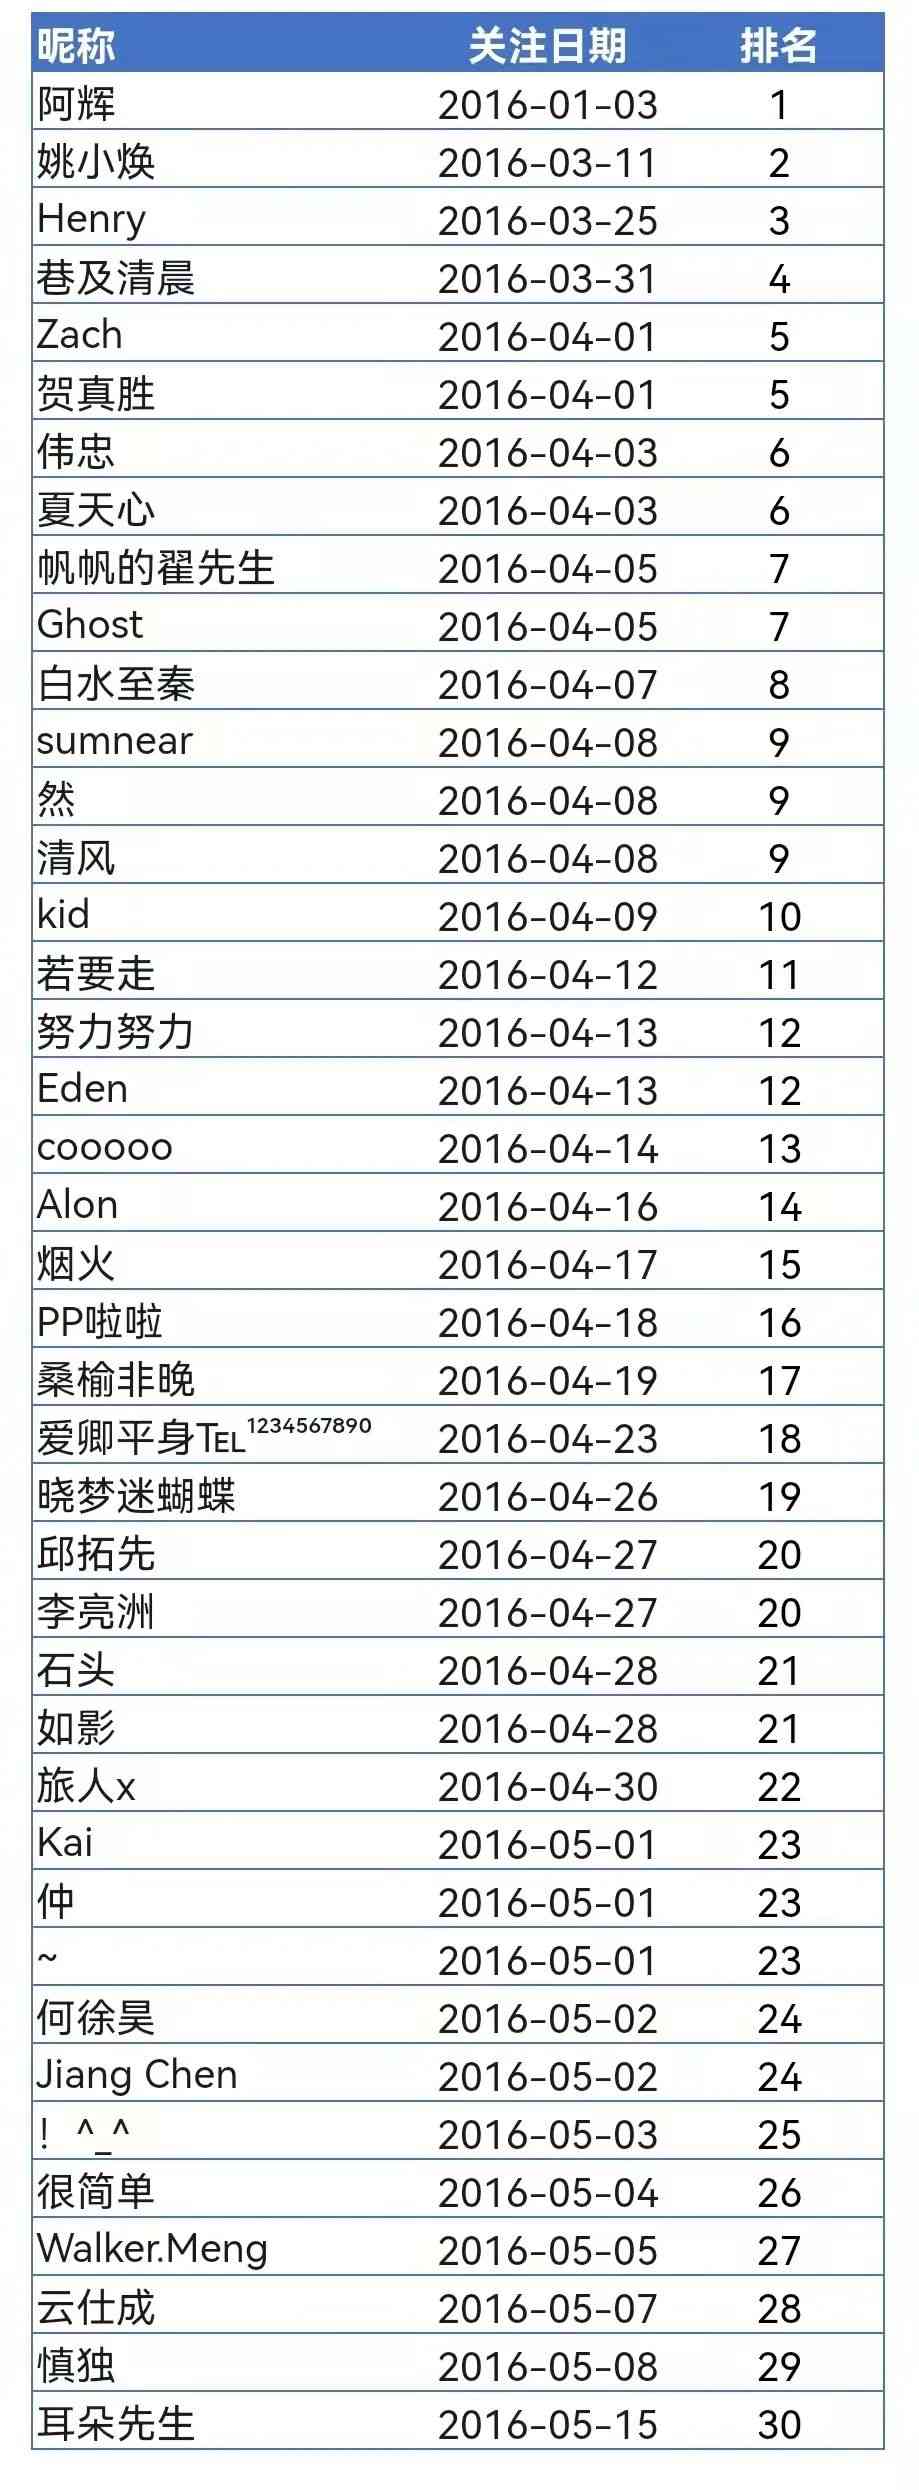 昵称 关注日期 排名
阿辉 2016-01-03 1
姚小焕 2016-03-11 2
Henry 2016-03-25 3
巷及清晨 2016-03-31 4
Zach 2016-04-01 5
贺真胜 2016-04-01 5
伟忠 2016-04-03 6
夏天心 2016-04-03 6
帆帆的翟先生 2016-04-05 7
Ghost 2016-04-05 7
白水至秦 2016-04-07 8
sumnear 2016-04-08 9
然 2016-04-08 9
清风 2016-04-08 9
kid 2016-04-09 10
若要走 2016-04-12 11
努力努力 2016-04-13 12
Eden 2016-04-13 12
cooooo 2016-04-14 13
Alon 2016-04-16 14
烟火 2016-04-17 15
PP啦啦 2016-04-18 16
桑榆非晚 2016-04-19 17
爱卿平身Tᴇʟ¹²³⁴⁵⁶⁷⁸⁹⁰ 2016-04-23 18
晓梦迷蝴蝶 2016-04-26 19
邱拓先 2016-04-27 20
李亮洲 2016-04-27 20
石头 2016-04-28 21
如影 2016-04-28 21
旅人x 2016-04-30 22
Kai 2016-05-01 23
仲 2016-05-01 23
~ 2016-05-01 23
何徐昊 2016-05-02 24
Jiang Chen 2016-05-02 24
！^_^ 2016-05-03 25
很简单 2016-05-04 26
Walker.Meng 2016-05-05 27
云仕成 2016-05-07 28
慎独 2016-05-08 29
耳朵先生 2016-05-15 30